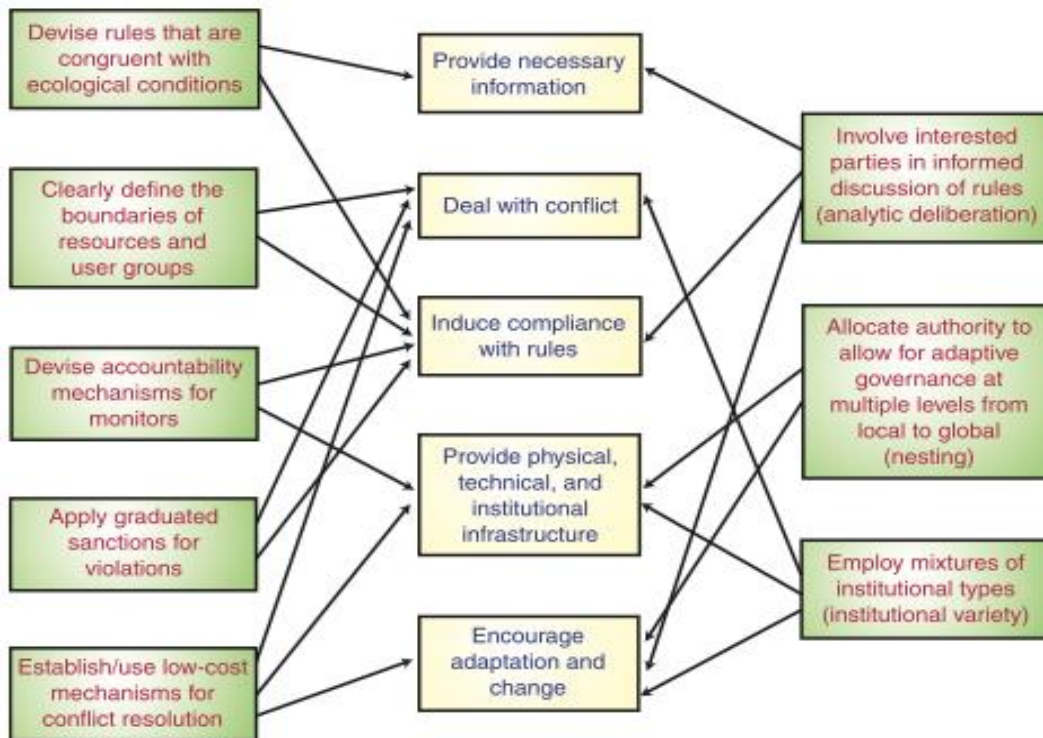 Devise rules that are
congruent with
ecological conditions
Clearly define the
boundaries of
resources and
user groups
Devise accountability
mechanisms for
monitors
Apply graduated
sanctions for
violations
Establish/use low-cost
mechanisms for
conflict resolution
Provide necessary
information
Deal with conflict
Induce compliance
with rules
Provide physical,
technical, and
institutional
infrastructure
Encourage
adaptation and
change
Involve interested
parties in informed
discussion of rules
(analytic deliberation)
Allocate authority to
allow for adaptive
governance at
multiple levels from
local to global
(nesting)
Employ mixtures of
institutional types
(institutional variety)